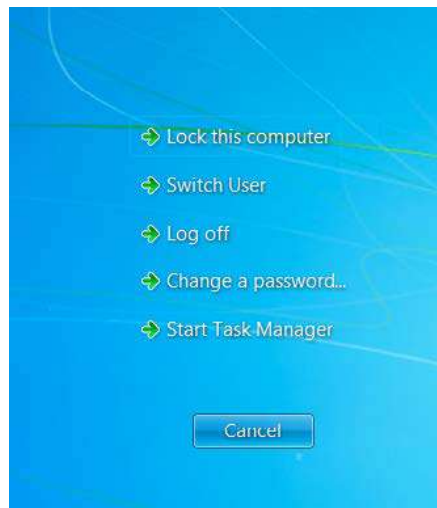 Lock this computer
Switch User
Log off
Change a password...
Start Task Manager
Cancel